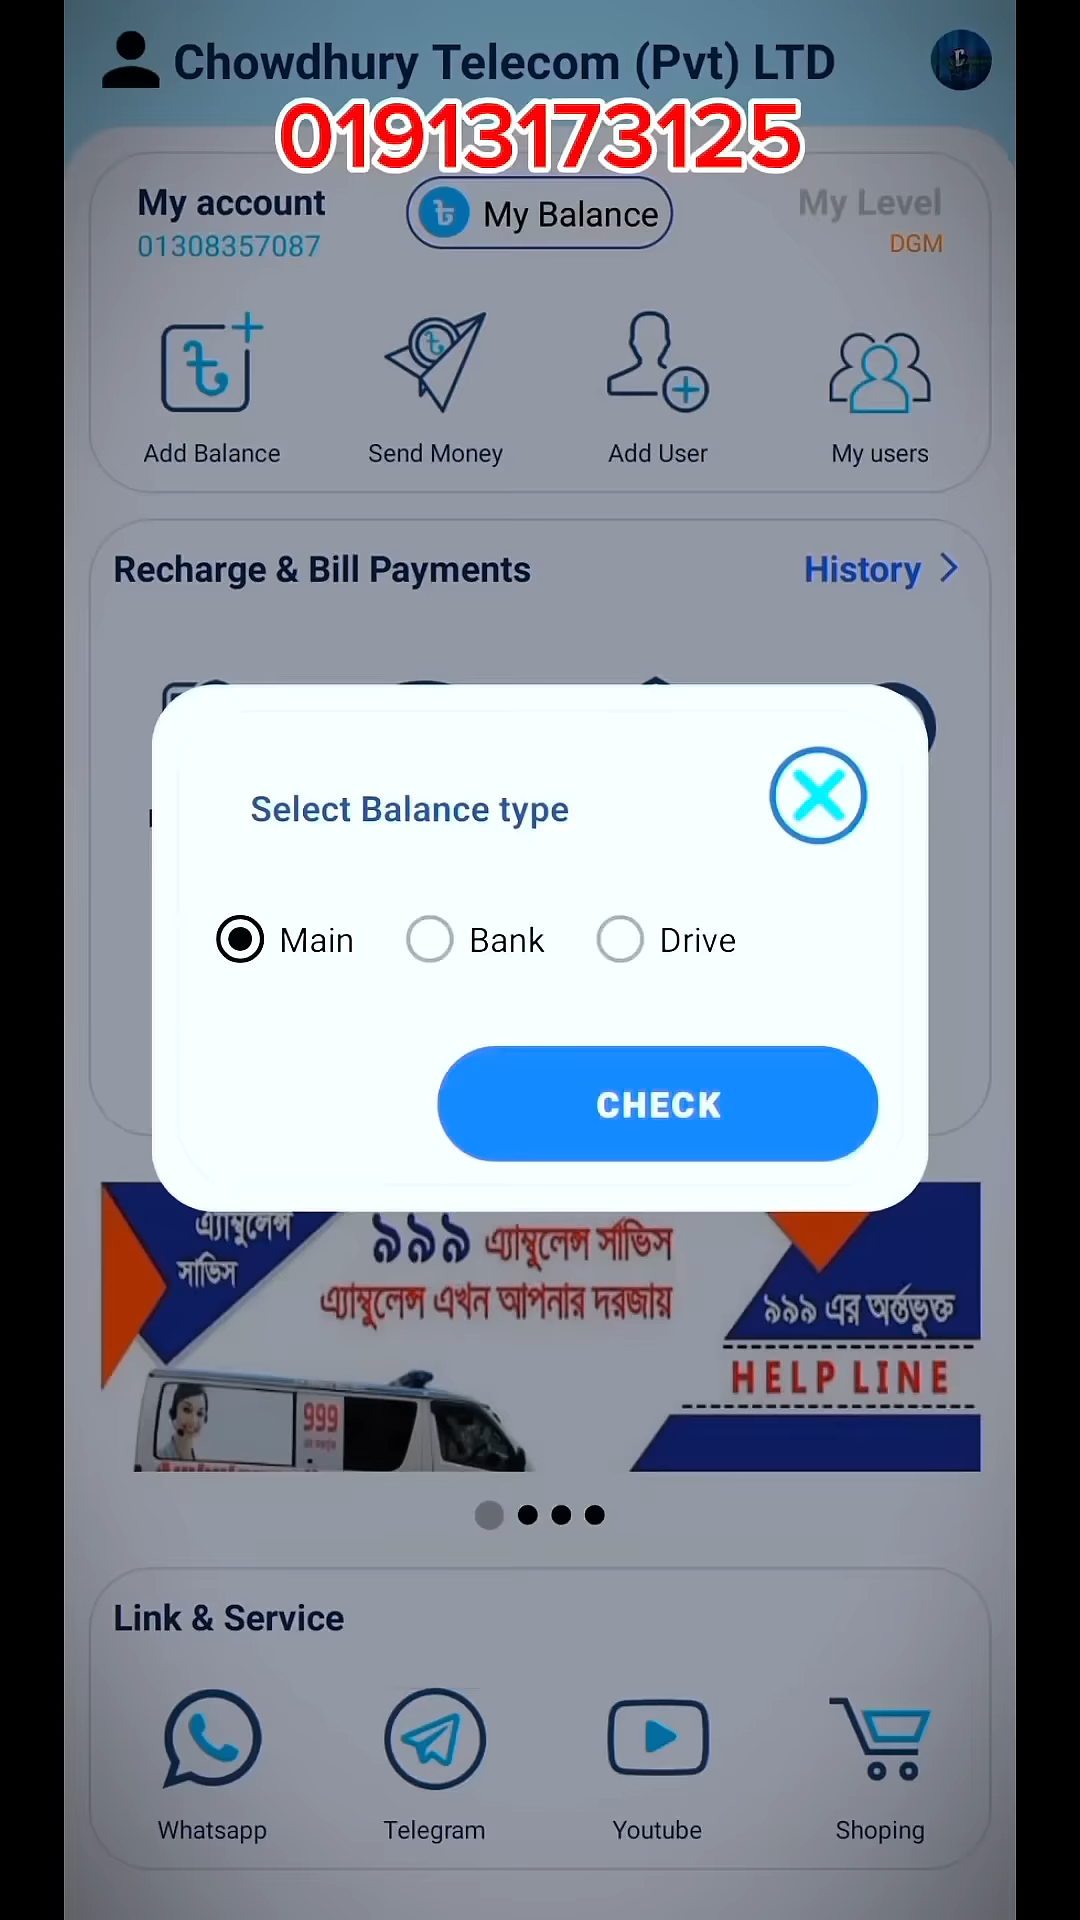 Chowdhury Telecom (Pvt) LTD
01913173125
My account
01308357087
My Balance
My Level
DGM
Add Balance
Send Money
Add User
My users
Recharge & Bill Payments
History
Select Balance type
Main
Bank
Drive
CHECK
এ্যাম্বুলেন্স
সার্ভিস
৯৯৯ এ্যাম্বুলেন্স সার্ভিস
এ্যাম্বুলেন্স এখন আপনার দরজায়
৯৯৯ এর অর্ন্তভুক্ত
HELP LINE
999
Link & Service
Whatsapp
Telegram
Youtube
Shoping